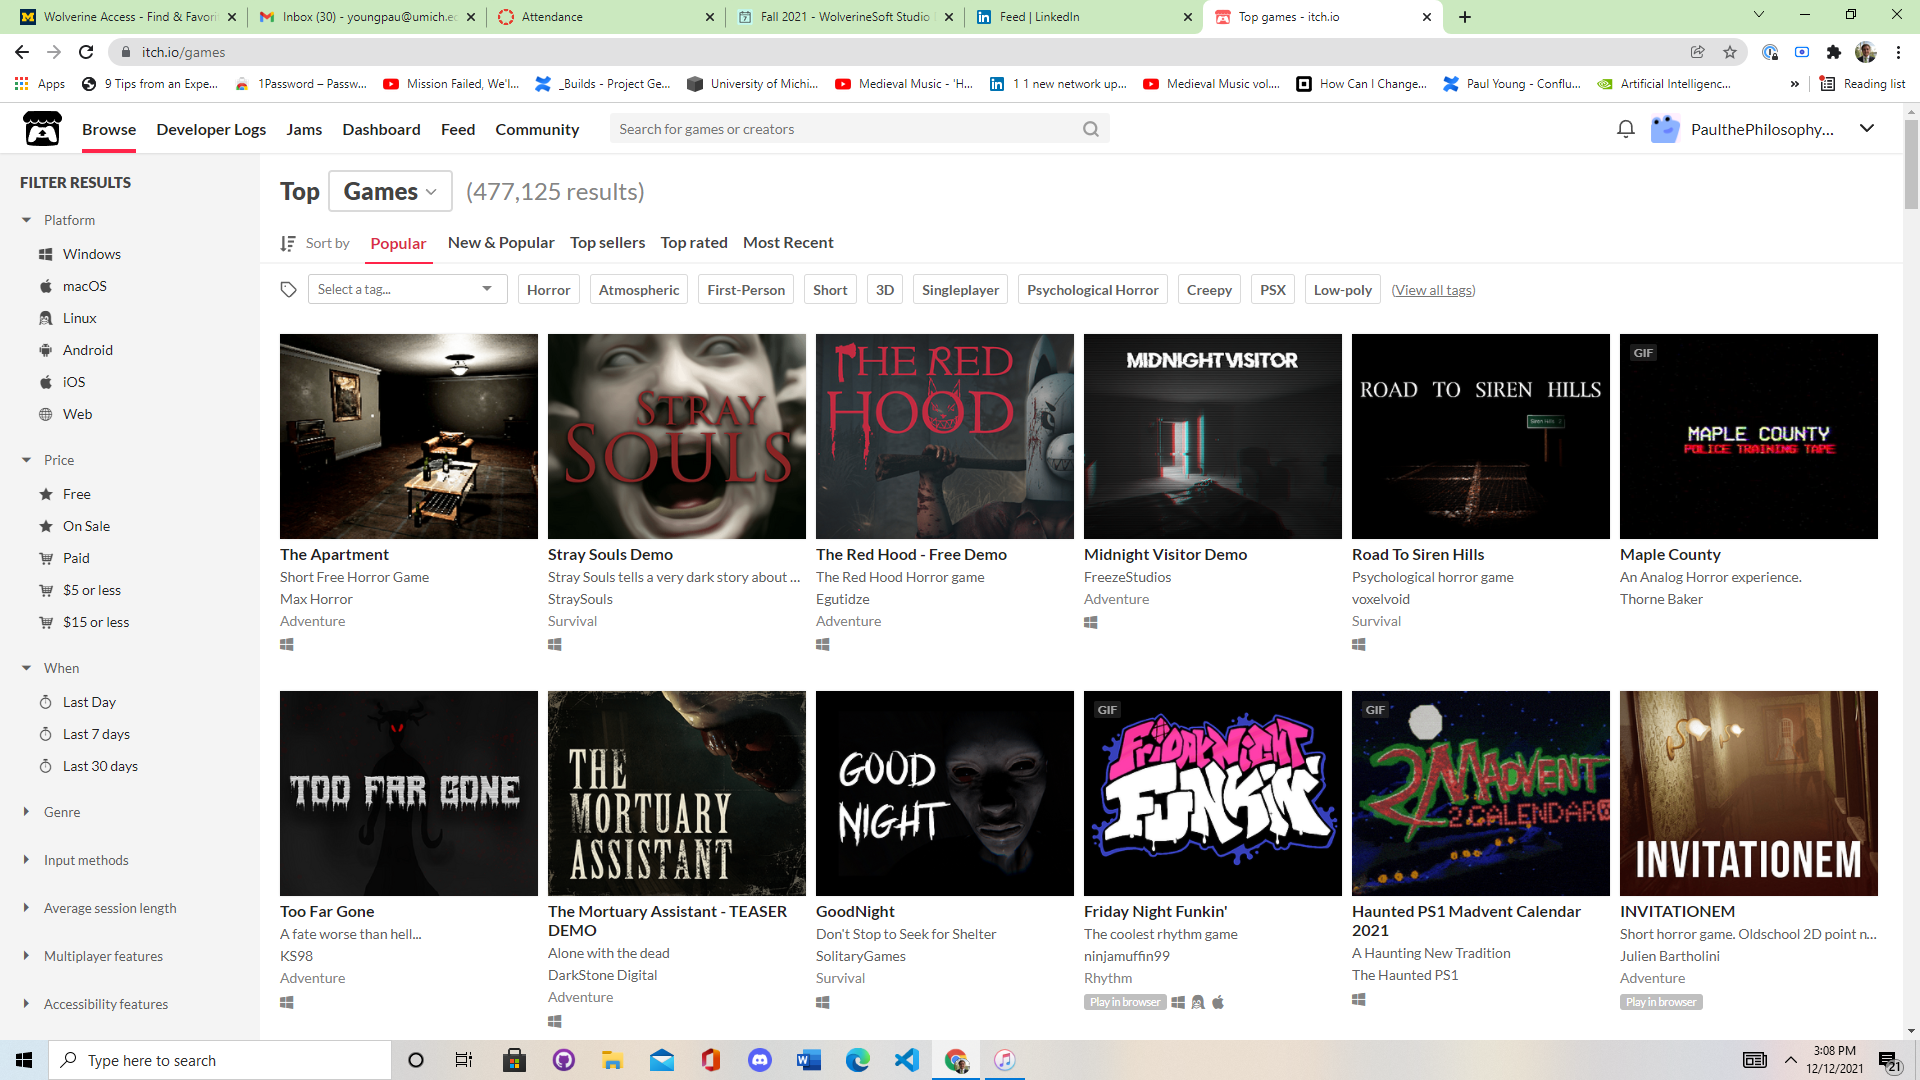 Wolverine Access - Find & Favorit
Inbox (30) - youngpau@umich.ed
Attendance
Fall 2021 - WolverineSoft Studio
Feed | LinkedIn
Top games - itch.io
itch.io/games
Apps
9 Tips from an Expe...
1Password – Passw...
Mission Failed, We'l...
_Builds - Project Ge...
University of Michi...
Medieval Music - 'H...
1 1 new network up...
Medieval Music vol....
How Can I Change...
Paul Young - Conflu...
Artificial Intelligenc...
»
Reading list
Browse
Developer Logs
Jams
Dashboard
Feed
Community
Search for games or creators
PaulthePhilosophy...
FILTER RESULTS
Platform
Windows
macOS
Linux
Android
iOS
Web
Price
Free
On Sale
Paid
$5 or less
$15 or less
When
Last Day
Last 7 days
Last 30 days
Genre
Input methods
Average session length
Multiplayer features
Accessibility features
Top Games (477,125 results)
Sort by
Popular
New & Popular
Top sellers
Top rated
Most Recent
Select a tag...
Horror
Atmospheric
First-Person
Short
3D
Singleplayer
Psychological Horror
Creepy
PSX
Low-poly
(View all tags)
The Apartment
Short Free Horror Game
Max Horror
Adventure
STRAY
SOULS
Stray Souls Demo
Stray Souls tells a very dark story about ...
StraySouls
Survival
THE RED
HOOD
The Red Hood - Free Demo
The Red Hood Horror game
Egutidze
Adventure
MIDNIGHT VISITOR
Midnight Visitor Demo
FreezeStudios
Adventure
ROAD TO SIREN HILLS
Siren Hills 2
Road To Siren Hills
Psychological horror game
voxelvoid
Survival
GIF
MAPLE COUNTY
POLICE TRAINING TAPE
Maple County
An Analog Horror experience.
Thorne Baker
TOO FAR GONE
Too Far Gone
A fate worse than hell...
KS98
Adventure
THE
MORTUARY
ASSISTANT
The Mortuary Assistant - TEASER
DEMO
Alone with the dead
DarkStone Digital
Adventure
GOOD
NIGHT
GoodNight
Don't Stop to Seek for Shelter
SolitaryGames
Survival
GIF
FRIDAY NIGHT
FUNKIN'
Friday Night Funkin'
The coolest rhythm game
ninjamuffin99
Rhythm
Play in browser
GIF
MADVENT
CALENDAR
Haunted PS1 Madvent Calendar
2021
A Haunting New Tradition
The Haunted PS1
INVITATIONEM
INVITATIONEM
Short horror game. Oldschool 2D point n...
Julien Bartholini
Adventure
Play in browser
Type here to search
3:08 PM
12/12/2021
21